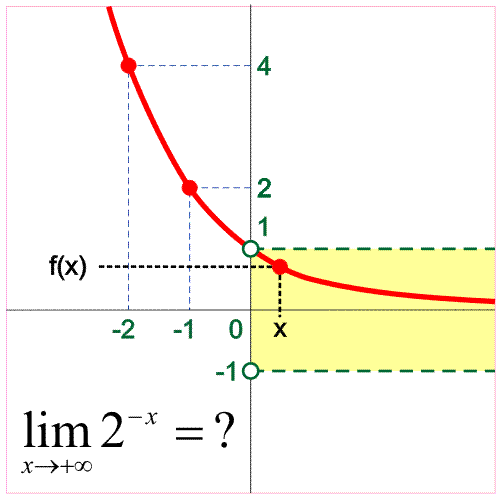 4
2
1
f(x)
-2 -1 0 x
-1
lim 2^{-x} = ?
x→+∞